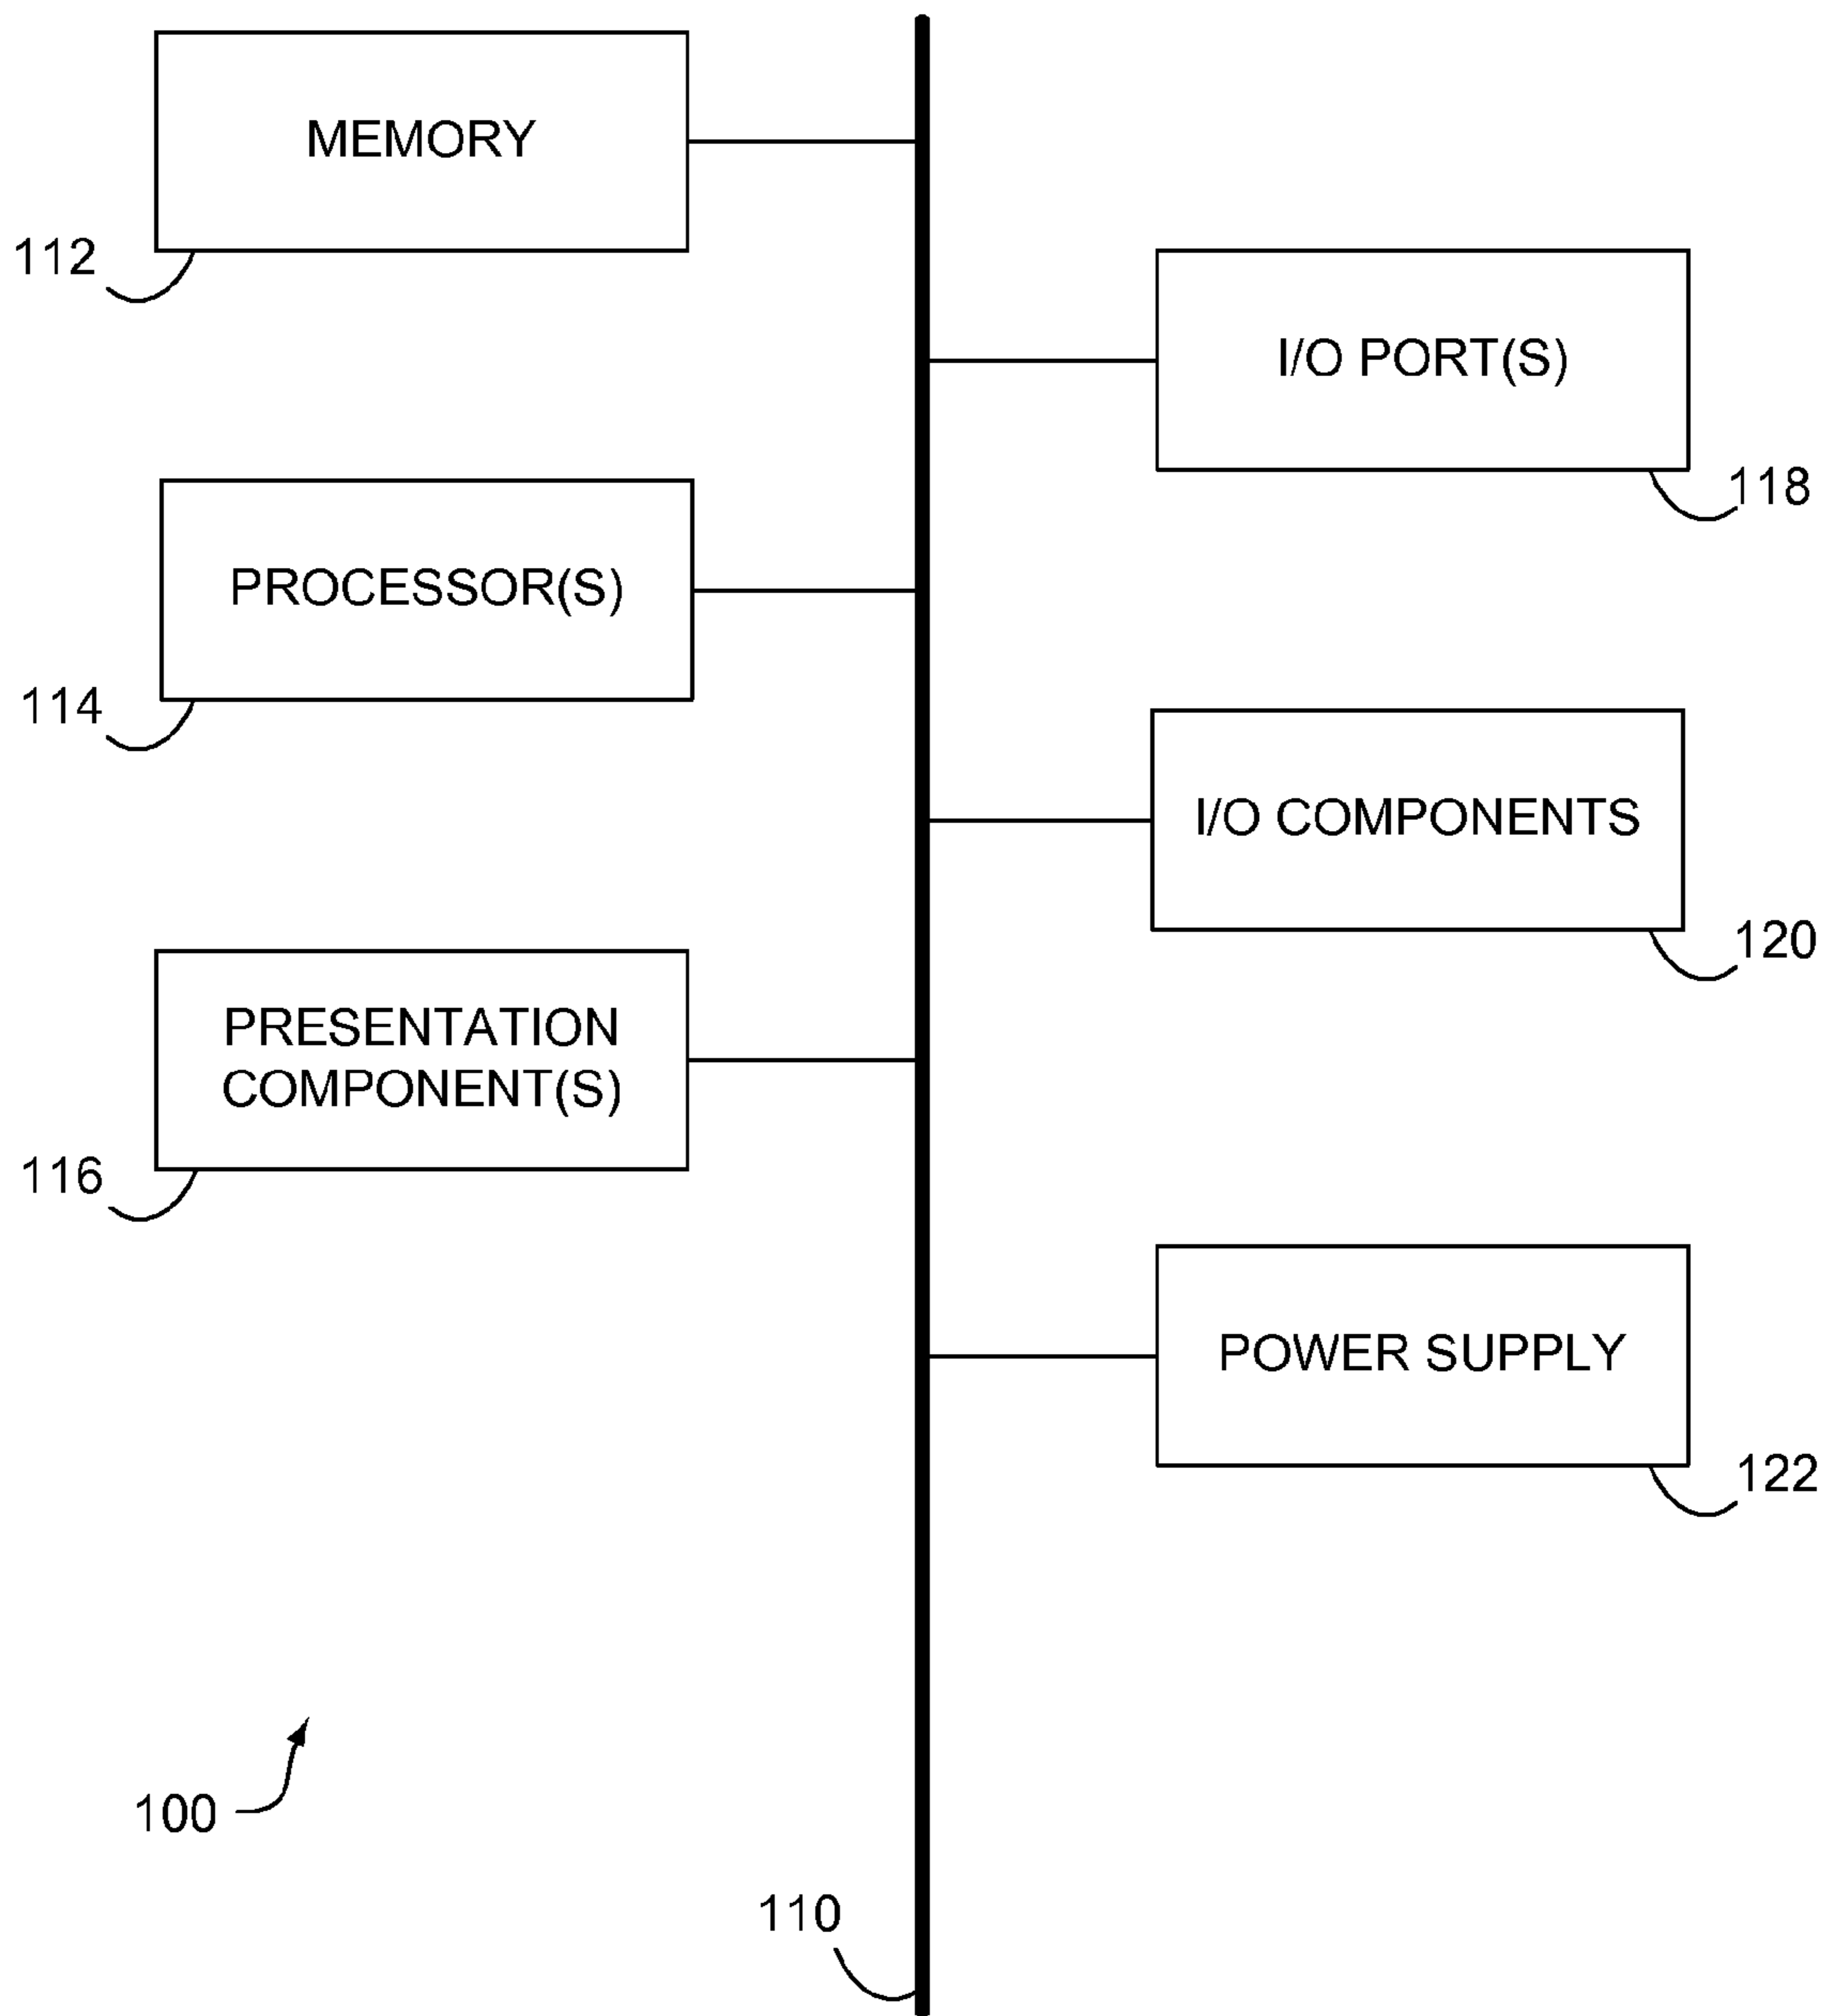 MEMORY
112
I/O PORT(S)
118
PROCESSOR(S)
114
I/O COMPONENTS
120
PRESENTATION
COMPONENT(S)
116
POWER SUPPLY
122
100
110